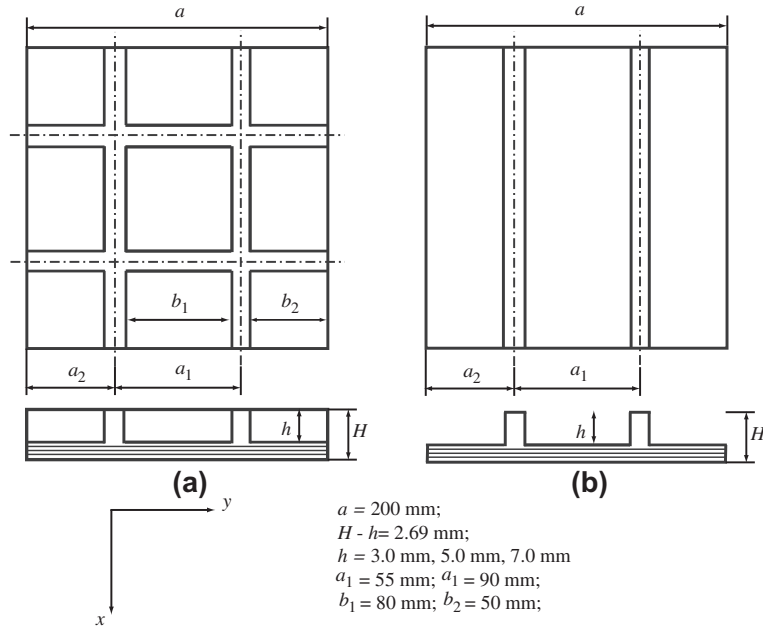 a
a
b₁
b₂
a₂
a₁
a₂
a₁
h
H
h
H
(a)
(b)
y
x
a = 200 mm;
H - h= 2.69 mm;
h = 3.0 mm, 5.0 mm, 7.0 mm
a₁ = 55 mm; a₁ = 90 mm;
b₁ = 80 mm; b₂ = 50 mm;